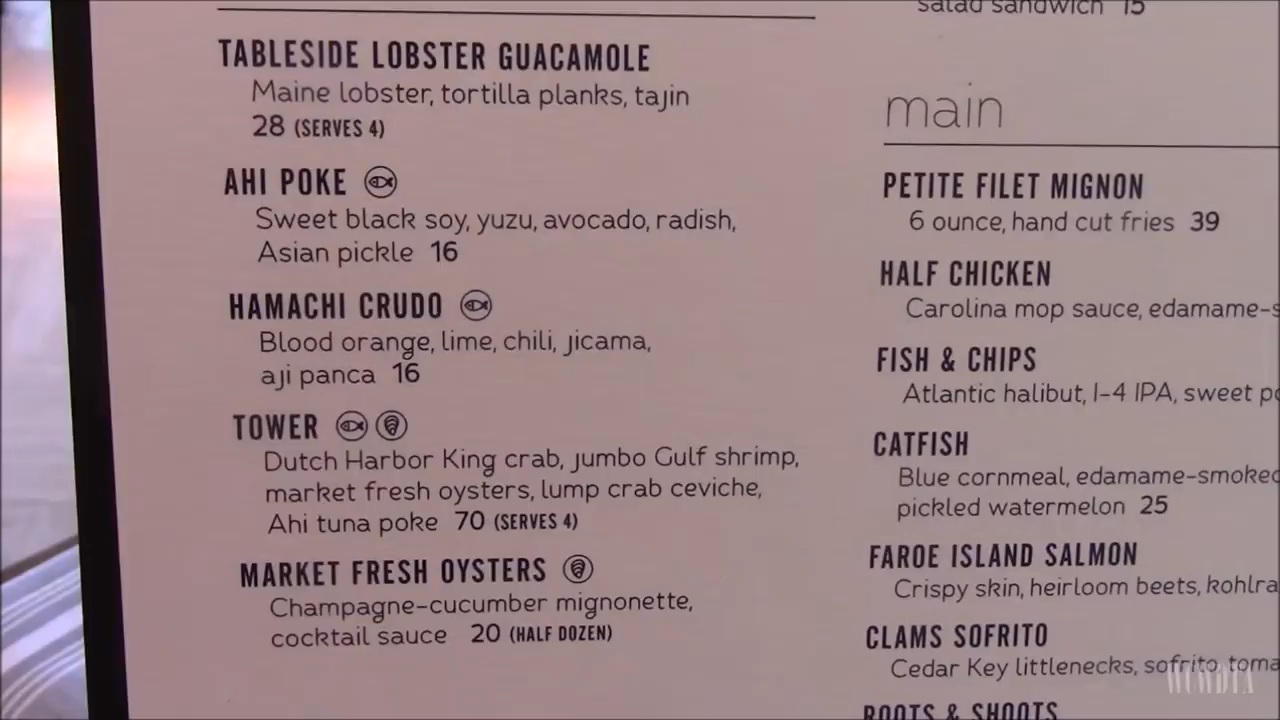 TABLESIDE LOBSTER GUACAMOLE
Maine lobster, tortilla planks, tajin
28 (SERVES 4)
AHI POKE
Sweet black soy, yuzu, avocado, radish,
Asian pickle 16
HAMACHI CRUDO
Blood orange, lime, chili, jicama,
aji panca 16
TOWER
Dutch Harbor King crab, jumbo Gulf shrimp,
market fresh oysters, lump crab ceviche,
Ahi tuna poke 70 (SERVES 4)
MARKET FRESH OYSTERS
Champagne-cucumber mignonette,
cocktail sauce 20 (HALF DOZEN)
salad sandwich 15
main
PETITE FILET MIGNON
6 ounce, hand cut fries 39
HALF CHICKEN
Carolina mop sauce, edamame-s
FISH & CHIPS
Atlantic halibut, I-4 IPA, sweet po
CATFISH
Blue cornmeal, edamame-smoked
pickled watermelon 25
FAROE ISLAND SALMON
Crispy skin, heirloom beets, kohlra
CLAMS SOFRITO
Cedar Key littlenecks, sofrito, toma
ROOTS & SHOOTS